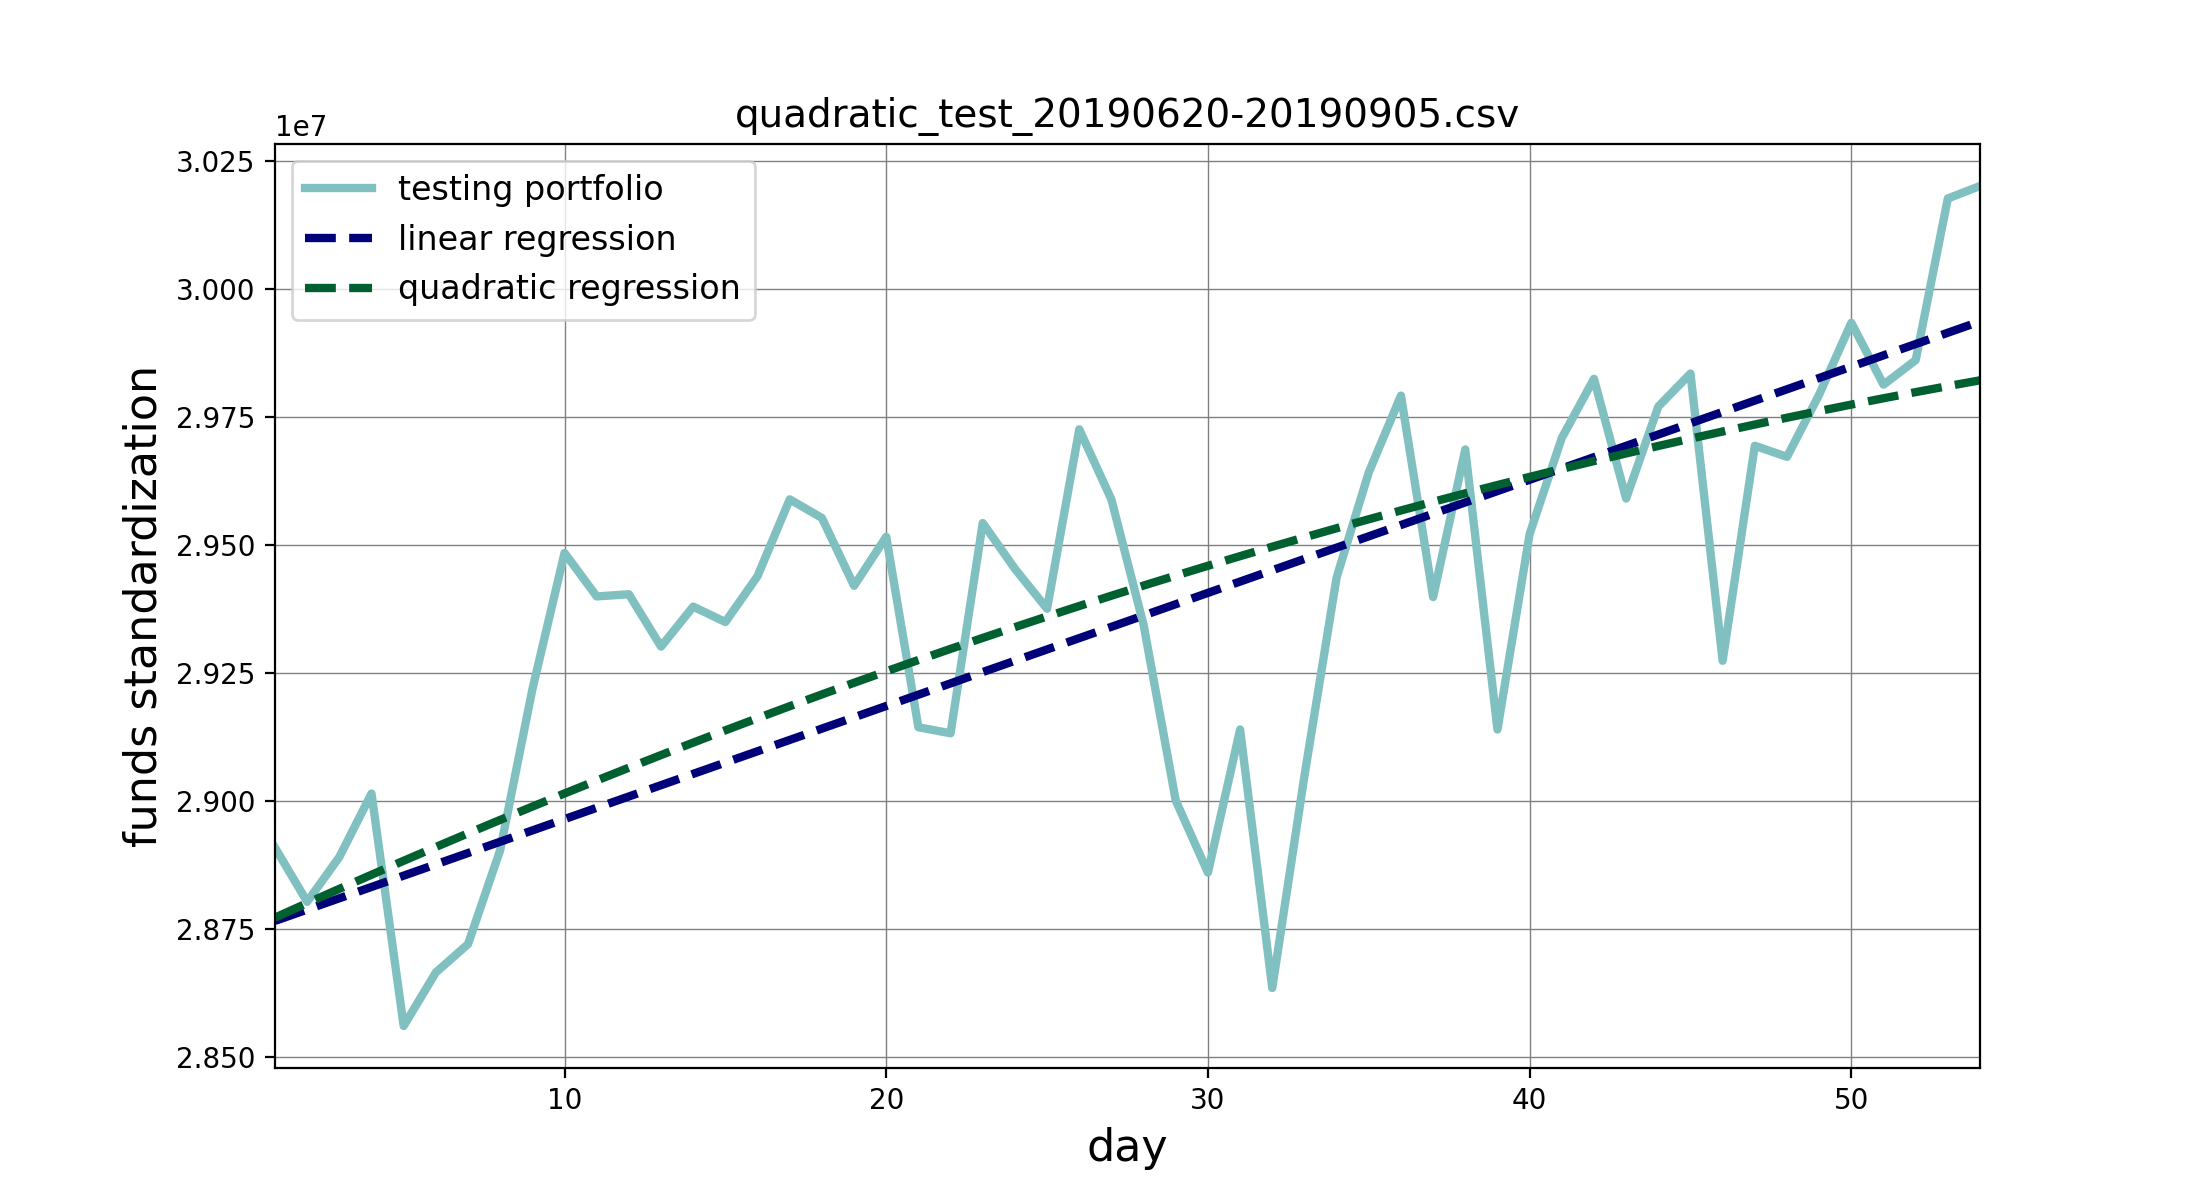 quadratic_test_20190620-20190905.csv
1e7
3.025
3.000
2.975
2.950
2.925
2.900
2.875
2.850
funds standardization
testing portfolio
linear regression
quadratic regression
10 20 30 40 50
day